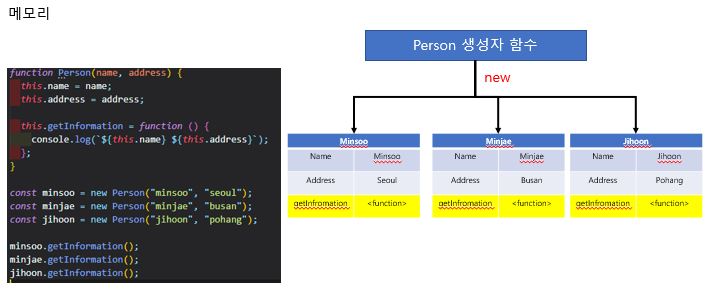 메모리
function Person(name, address) {
this.name = name;
this.address = address;
this.getInformation = function () {
console.log(`${this.name} ${this.address}`);
};
}
const minsoo = new Person("minsoo", "seoul");
const minjae = new Person("minjae", "busan");
const jihoon = new Person("jihoon", "pohang");
minsoo.getInformation();
minjae.getInformation();
jihoon.getInformation();
Person 생성자 함수
new
Minsoo
Name Minsoo
Address Seoul
getInfromation <function>
Minjae
Name Minjae
Address Busan
getInfromation <function>
Jihoon
Name Jihoon
Address Pohang
getInfromation <function>